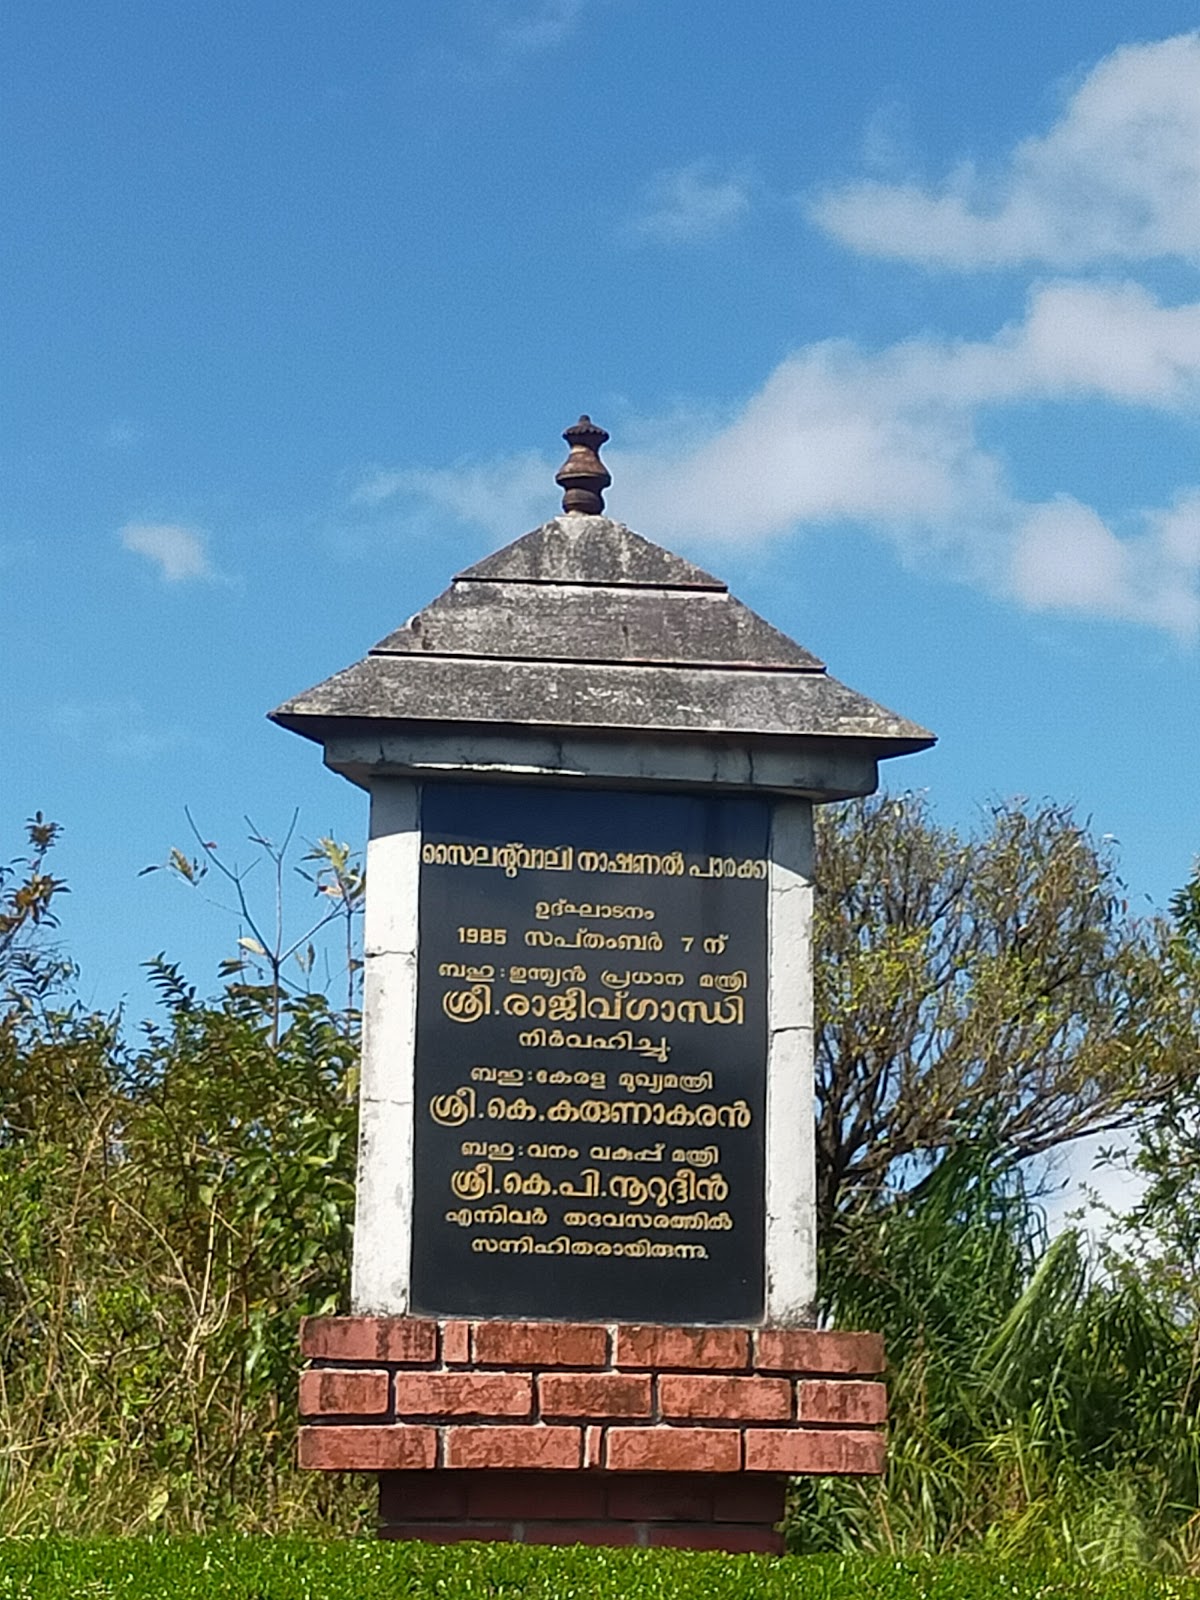 സൈലന്റ്‌വാലി നാഷണൽ പാർക്ക്
ഉദ്ഘാടനം
1985 സപ്തംബർ 7 ന്
ബഹു:ഇന്ത്യൻ പ്രധാന മന്ത്രി
ശ്രീ.രാജീവ്ഗാന്ധി
നിർവഹിച്ചു.
ബഹു:കേരള മുഖ്യമന്ത്രി
ശ്രീ.കെ.കരുണാകരൻ
ബഹു:വനം വകുപ്പ് മന്ത്രി
ശ്രീ.കെ.പി.നൂറുദ്ദീൻ
എന്നിവർ തദവസരത്തിൽ
സന്നിഹിതരായിരുന്നു.